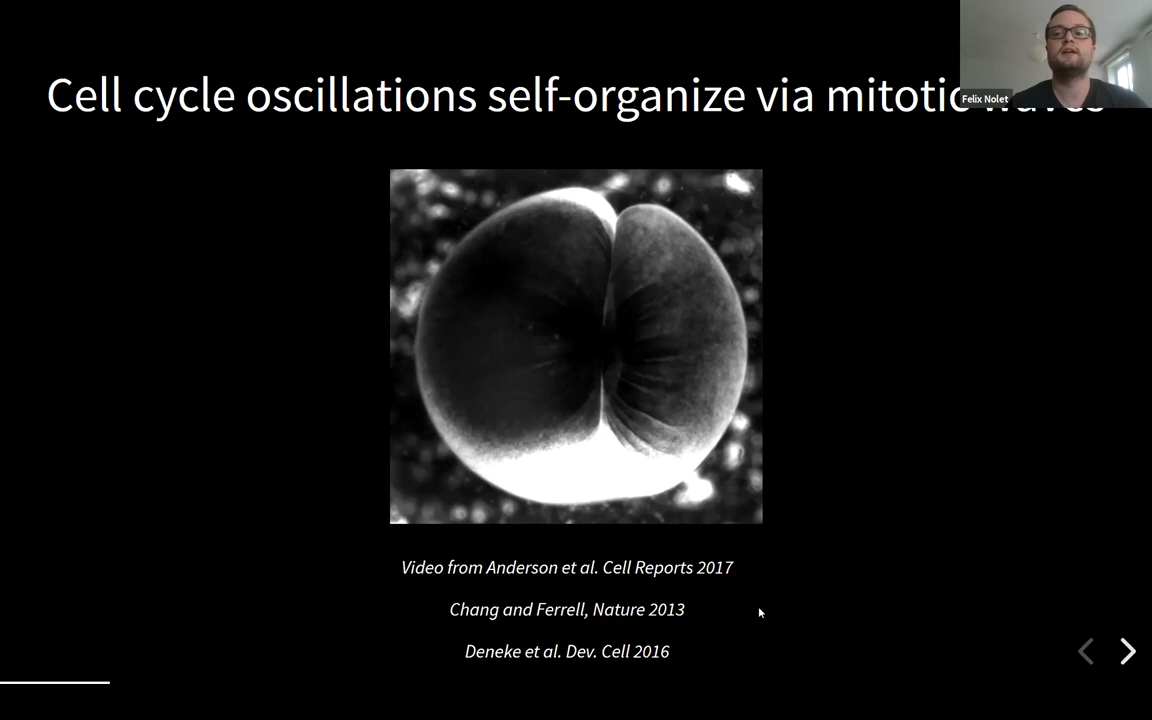 Cell cycle oscillations self-organize via mitotic
Felix Nolet
Video from Anderson et al. Cell Reports 2017
Chang and Ferrell, Nature 2013
Deneke et al. Dev. Cell 2016